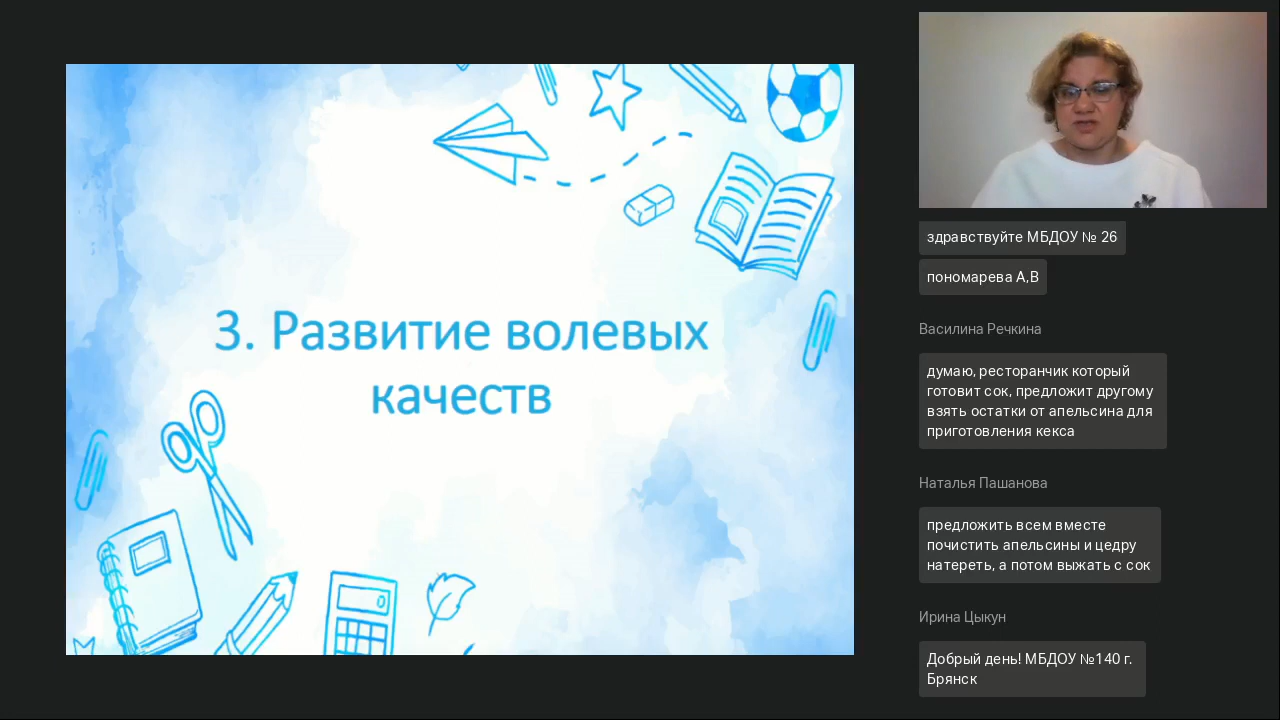 3. Развитие волевых
качеств
здравствуйте МБДОУ № 26
пономарева А,В
Василина Речкина
думаю, ресторанчик который
готовит сок, предложит другому
взять остатки от апельсина для
приготовления кекса
Наталья Пашанова
предложить всем вместе
почистить апельсины и цедру
натереть, а потом выжать с сок
Ирина Цыкун
Добрый день! МБДОУ №140 г.
Брянск